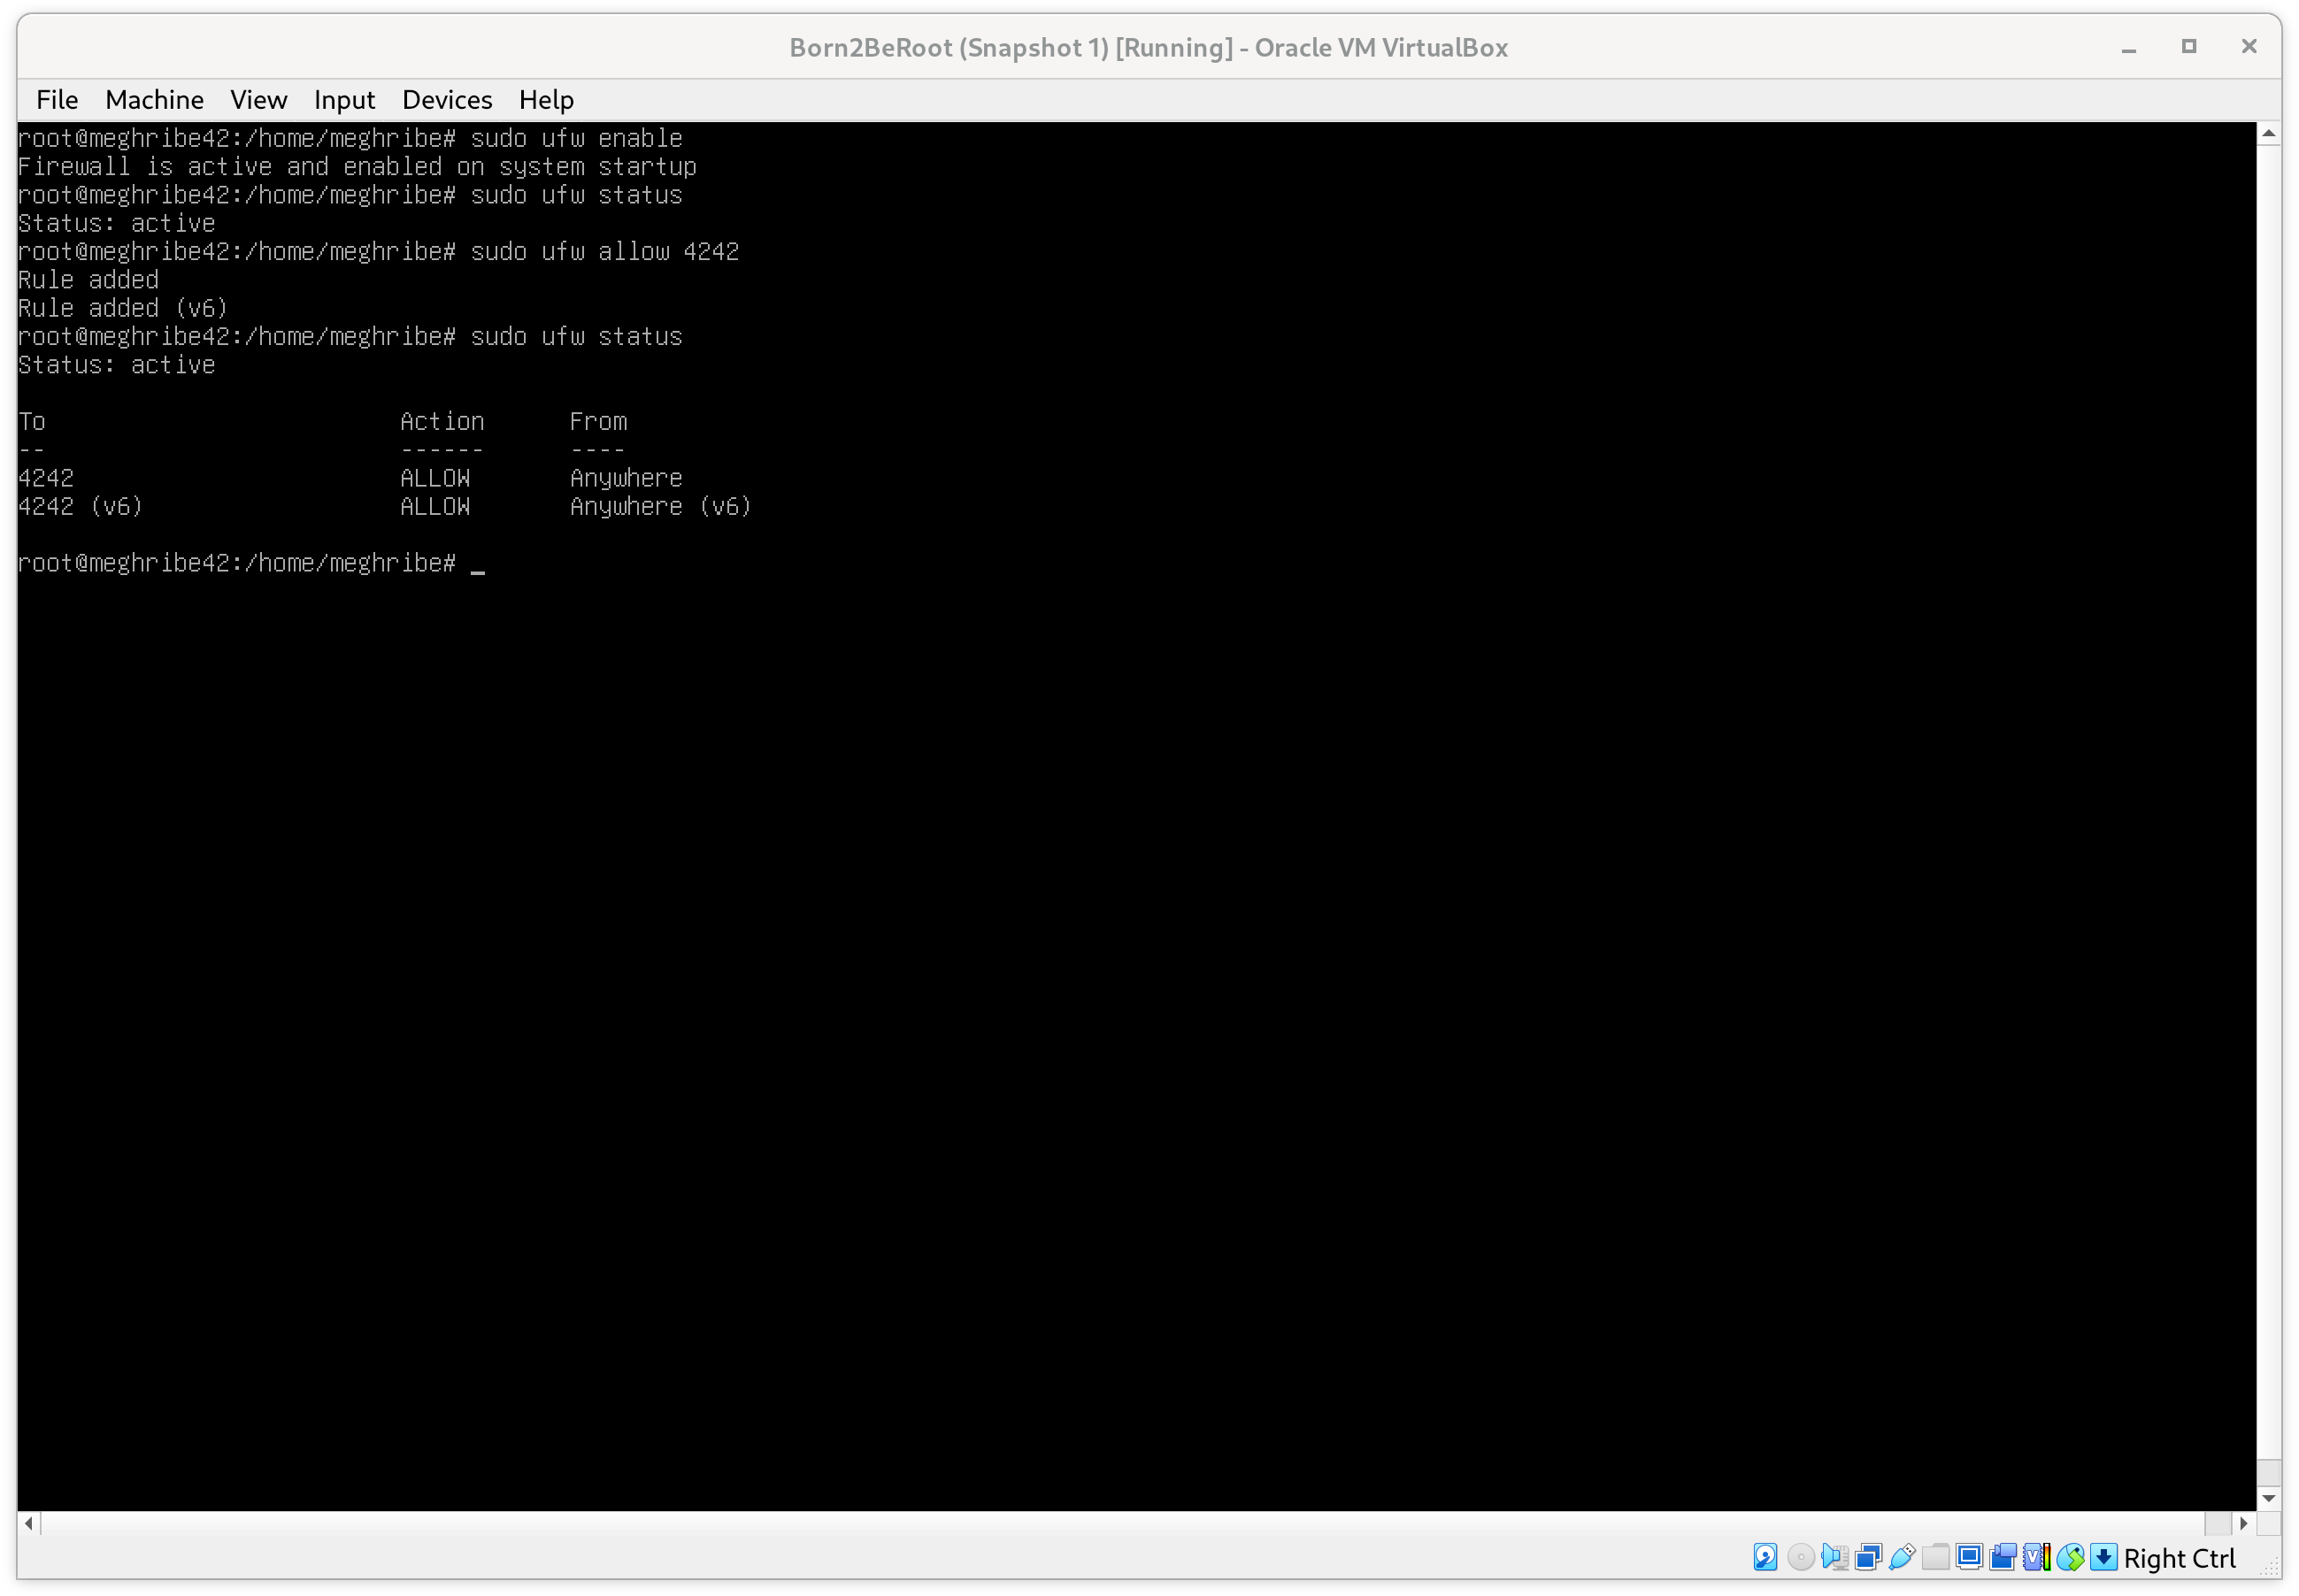 Born2BeRoot (Snapshot 1) [Running] - Oracle VM VirtualBox
File Machine View Input Devices Help
root@meghribe42:/home/meghribe# sudo ufw enable
Firewall is active and enabled on system startup
root@meghribe42:/home/meghribe# sudo ufw status
Status: active
root@meghribe42:/home/meghribe# sudo ufw allow 4242
Rule added
Rule added (v6)
root@meghribe42:/home/meghribe# sudo ufw status
Status: active
To Action From
-- ------ ----
4242 ALLOW Anywhere
4242 (v6) ALLOW Anywhere (v6)
root@meghribe42:/home/meghribe# _
Right Ctrl